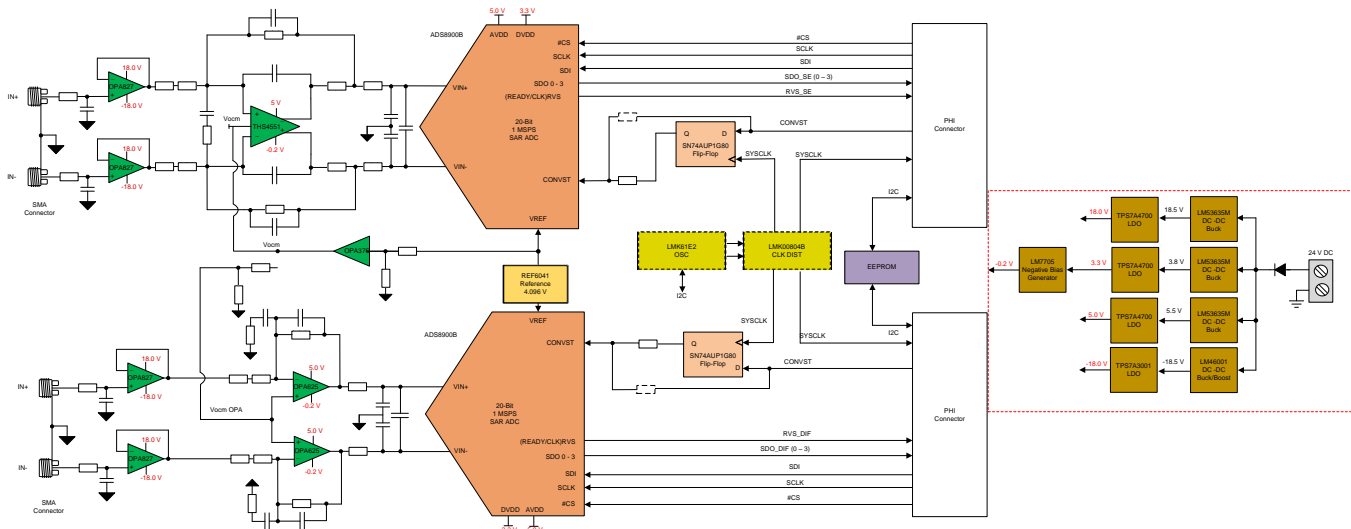 5.0 V
3.3 V
AVDD
DVDD
ADS8900B
#CS
SCLK
SDI
SDO 0 - 3
(READY/CLK)RVS
VIN+
VIN-
20-Bit
1 MSPS
SAR ADC
CONVST
VREF
#CS
SCLK
SDI
SDO_SE (0 – 3)
RVS_SE
CONVST
SYSCLK
SYSCLK
Q
D
SN74AUP1G80
Flip-Flop
PHI
Connector
I2C
IN+
IN-
SMA
Connector
18.0 V
OPA827
-18.0 V
18.0 V
OPA827
-18.0 V
Vocm
5 V
THS4551
-0.2 V
Vocm
OPA376
LMK61E2
OSC
I2C
LMK00804B
CLK DIST
EEPROM
REF6041
Reference
4.096 V
-0.2 V
LM7705
Negative Bias
Generator
18.0 V
TPS7A4700
LDO
18.5 V
LM53635M
DC -DC
Buck
3.3 V
TPS7A4700
LDO
3.8 V
LM53635M
DC -DC
Buck
5.0 V
TPS7A4700
LDO
5.5 V
LM53635M
DC -DC
Buck
-18.0 V
TPS7A3001
LDO
-18.5 V
LM46001
DC -DC
Buck/Boost
24 V DC
ADS8900B
VREF
CONVST
VIN+
VIN-
20-Bit
1 MSPS
SAR ADC
(READY/CLK)RVS
SDO 0 - 3
SDI
SCLK
#CS
DVDD
AVDD
SYSCLK
SYSCLK
Q
D
SN74AUP1G80
Flip-Flop
CONVST
I2C
PHI
Connector
RVS_DIF
SDO_DIF (0 – 3)
SDI
SCLK
#CS
IN+
IN-
SMA
Connector
18.0 V
OPA827
-18.0 V
18.0 V
OPA827
-18.0 V
Vocm OPA
5.0 V
OPA625
-0.2 V
5.0 V
OPA625
-0.2 V